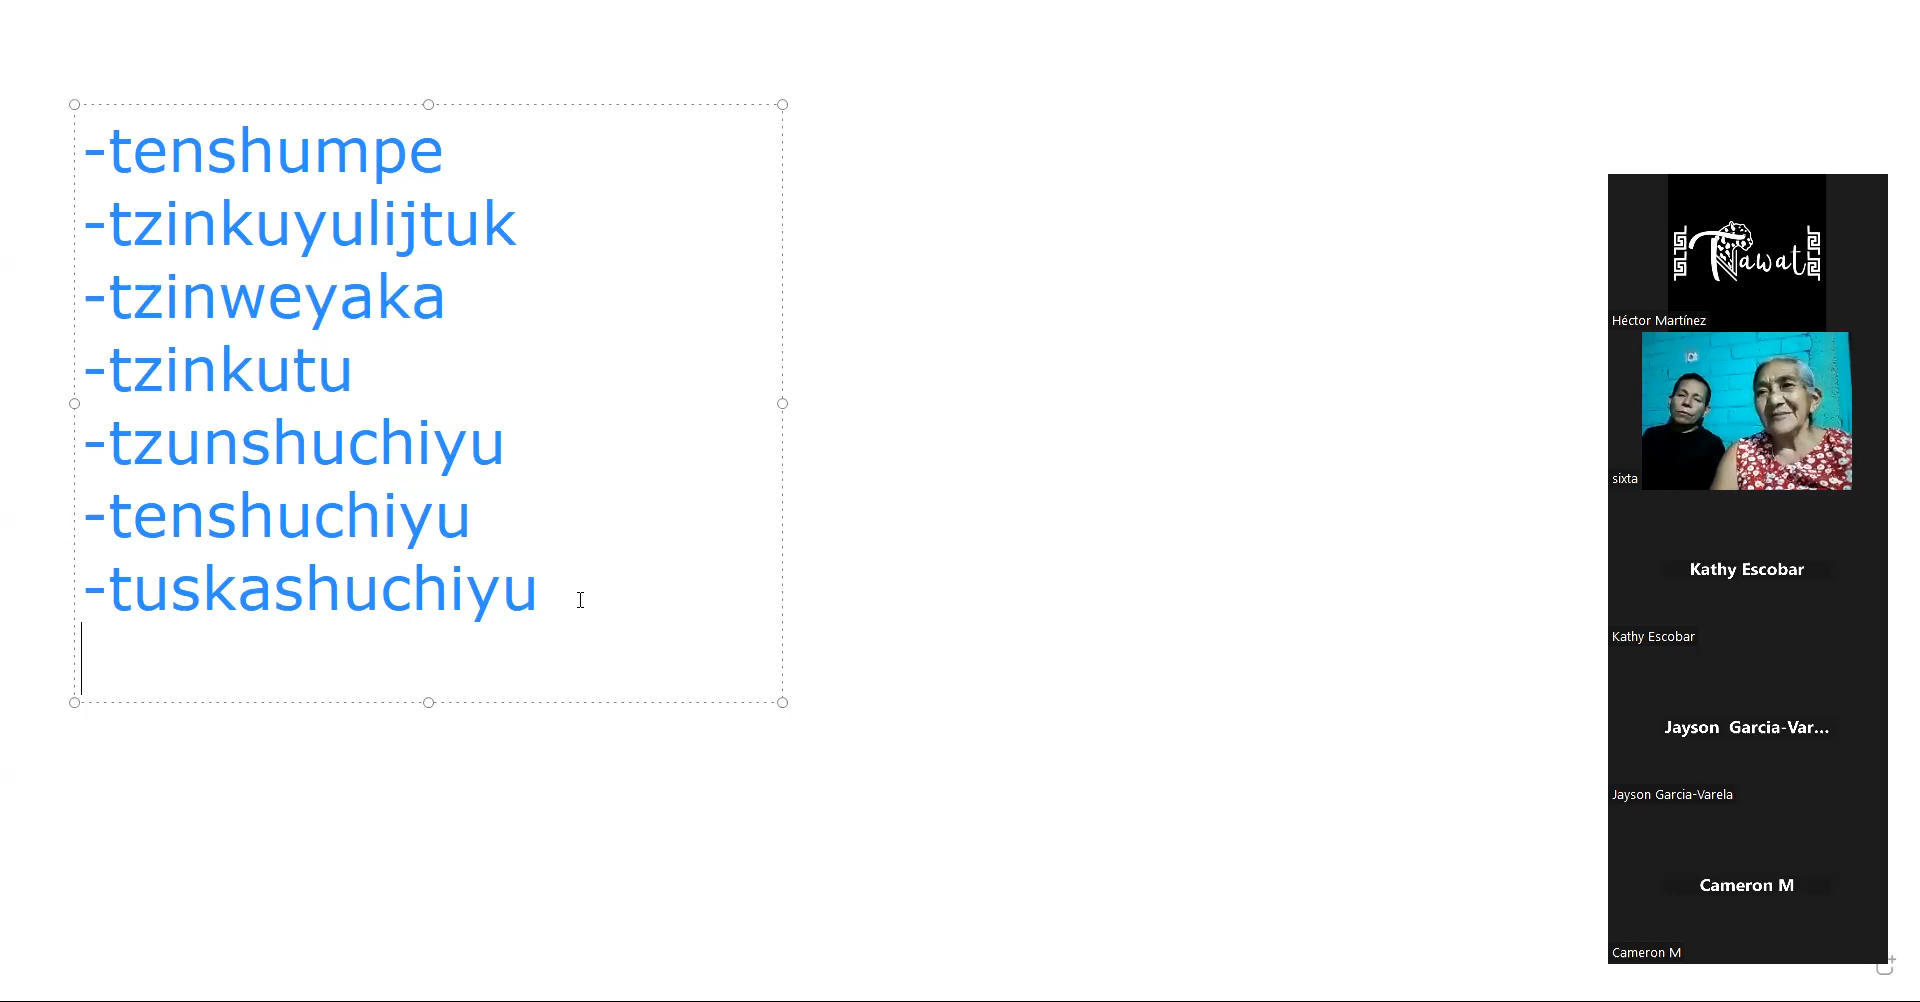 -tenshumpe
-tzinkuyulijtuk
-tzinweyaka
-tzinkutu
-tzunshuchiyu
-tenshuchiyu
-tuskashuchiyu
Tawat
Héctor Martínez
sixta
Kathy Escobar
Kathy Escobar
Jayson Garcia-Var...
Jayson Garcia-Varela
Cameron M
Cameron M